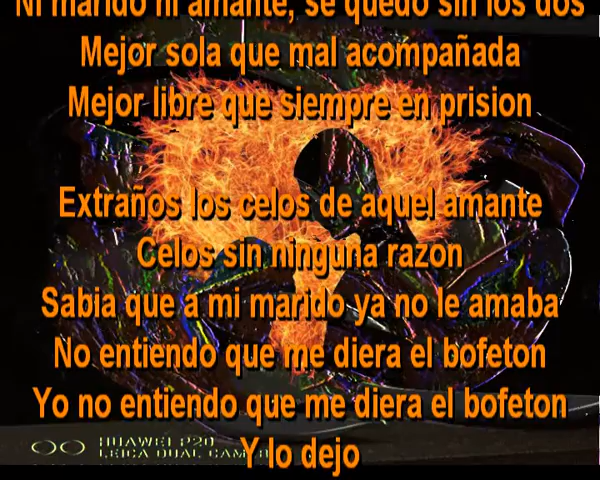 Ni marido ni amante, se quedo sin los dos
Mejor sola que mal acompañada
Mejor libre que siempre en prision
Extraños los celos de aquel amante
Celos sin ninguna razon
Sabia que a mi marido ya no le amaba
No entiendo que me diera el bofeton
Yo no entiendo que me diera el bofeton
Y lo dejo
HUAWEI P20
LEICA DUAL CAM